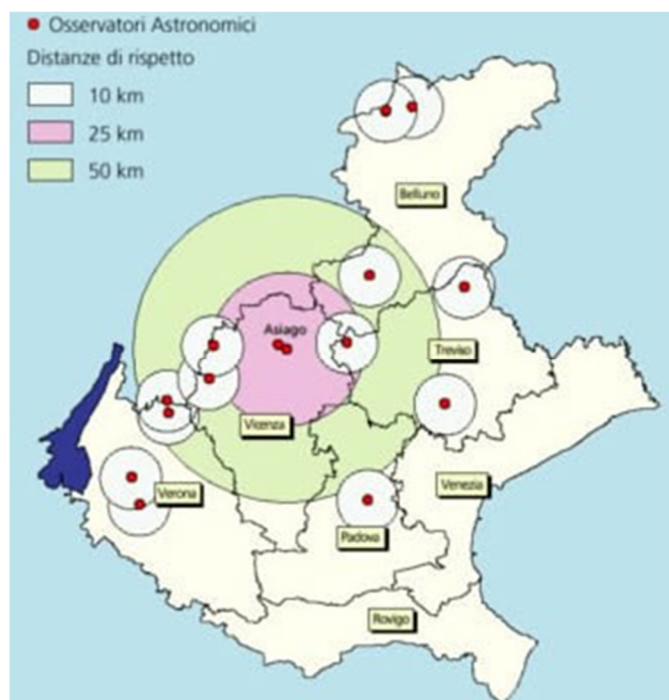 Osservatori Astronomici
Distanze di rispetto
10 km
25 km
50 km
Belluno
Asiago
Treviso
Vicenza
Verona
Venezia
Padova
Rovigo